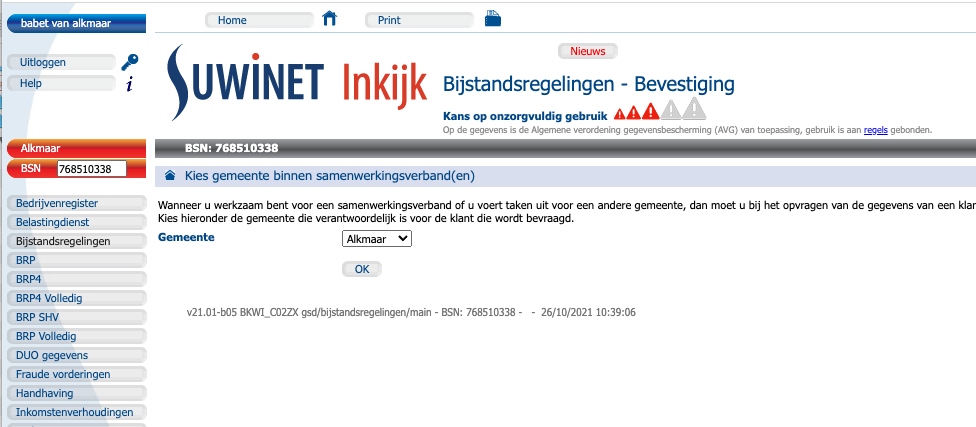 babet van alkmaar
Home
Print
Uitloggen
Help
i
SUWINET Inkijk
Nieuws
Bijstandsregelingen - Bevestiging
Kans op onzorgvuldig gebruik
Op de gegevens is de Algemene verordening gegevensbescherming (AVG) van toepassing, gebruik is aan regels gebonden.
Alkmaar
BSN 768510338
BSN: 768510338
Kies gemeente binnen samenwerkingsverband(en)
Wanneer u werkzaam bent voor een samenwerkingsverband of u voert taken uit voor een andere gemeente, dan moet u bij het opvragen van de gegevens van een klan
Kies hieronder de gemeente die verantwoordelijk is voor de klant die wordt bevraagd.
Gemeente Alkmaar
OK
v21.01-b05 BKWI_C02ZX gsd/bijstandsregelingen/main - BSN: 768510338 - - 26/10/2021 10:39:06
Bedrijvenregister
Belastingdienst
Bijstandsregelingen
BRP
BRP4
BRP4 Volledig
BRP SHV
BRP Volledig
DUO gegevens
Fraude vorderingen
Handhaving
Inkomstenverhoudingen